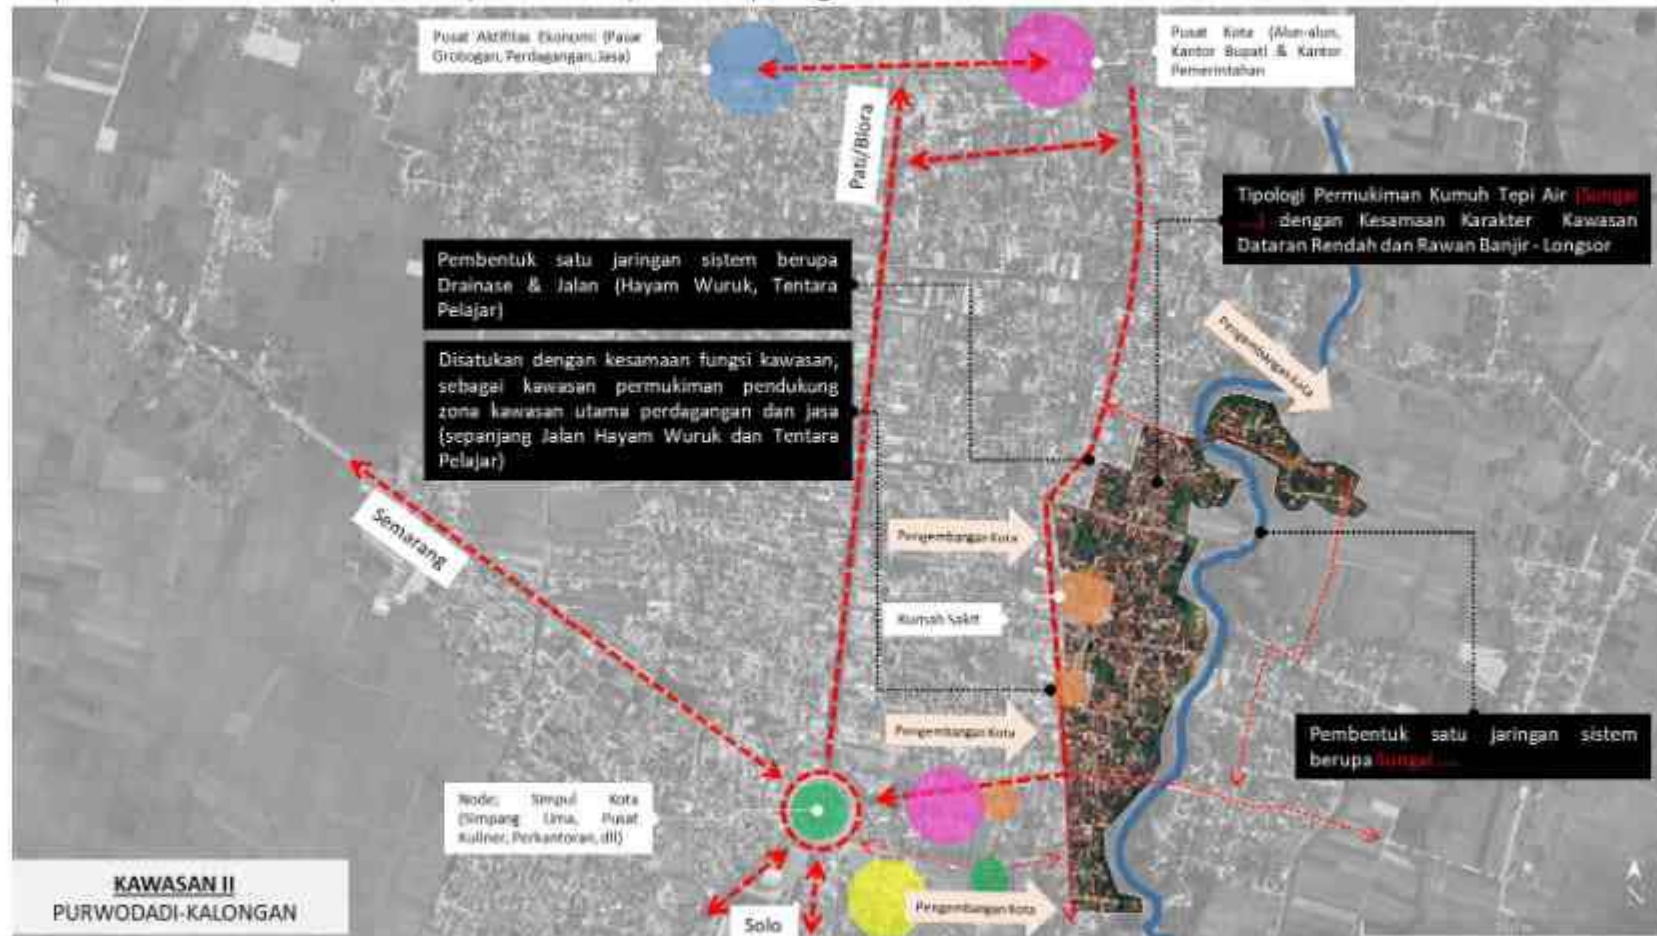 Pusat Aktifitas Ekonomi (Pasar
Grobogan, Perdagangan, Jasa)
Pusat Kota (Alun-alun,
Kantor Bupati & Kantor
Pemerintahan
Pati/Blora
Tipologi Permukiman Kumuh Tepi Air (Sungai
....) dengan Kesamaan Karakter Kawasan
Dataran Rendah dan Rawan Banjir - Longsor
Pembentuk satu jaringan sistem berupa
Drainase & Jalan (Hayam Wuruk, Tentara
Pelajar)
Disatukan dengan kesamaan fungsi kawasan,
sebagai kawasan permukiman pendukung
zona kawasan utama perdagangan dan jasa
(sepanjang Jalan Hayam Wuruk dan Tentara
Pelajar)
Pengembangan Kota
Semarang
Pengembangan Kota
Rumah Sakit
Pengembangan Kota
Pembentuk satu jaringan sistem
berupa Sungai ....
Node; Simpul Kota
(Simpang Lima, Pusat
Kuliner, Perkantoran, dll)
KAWASAN II
PURWODADI-KALONGAN
Pengembangan Kota
Solo